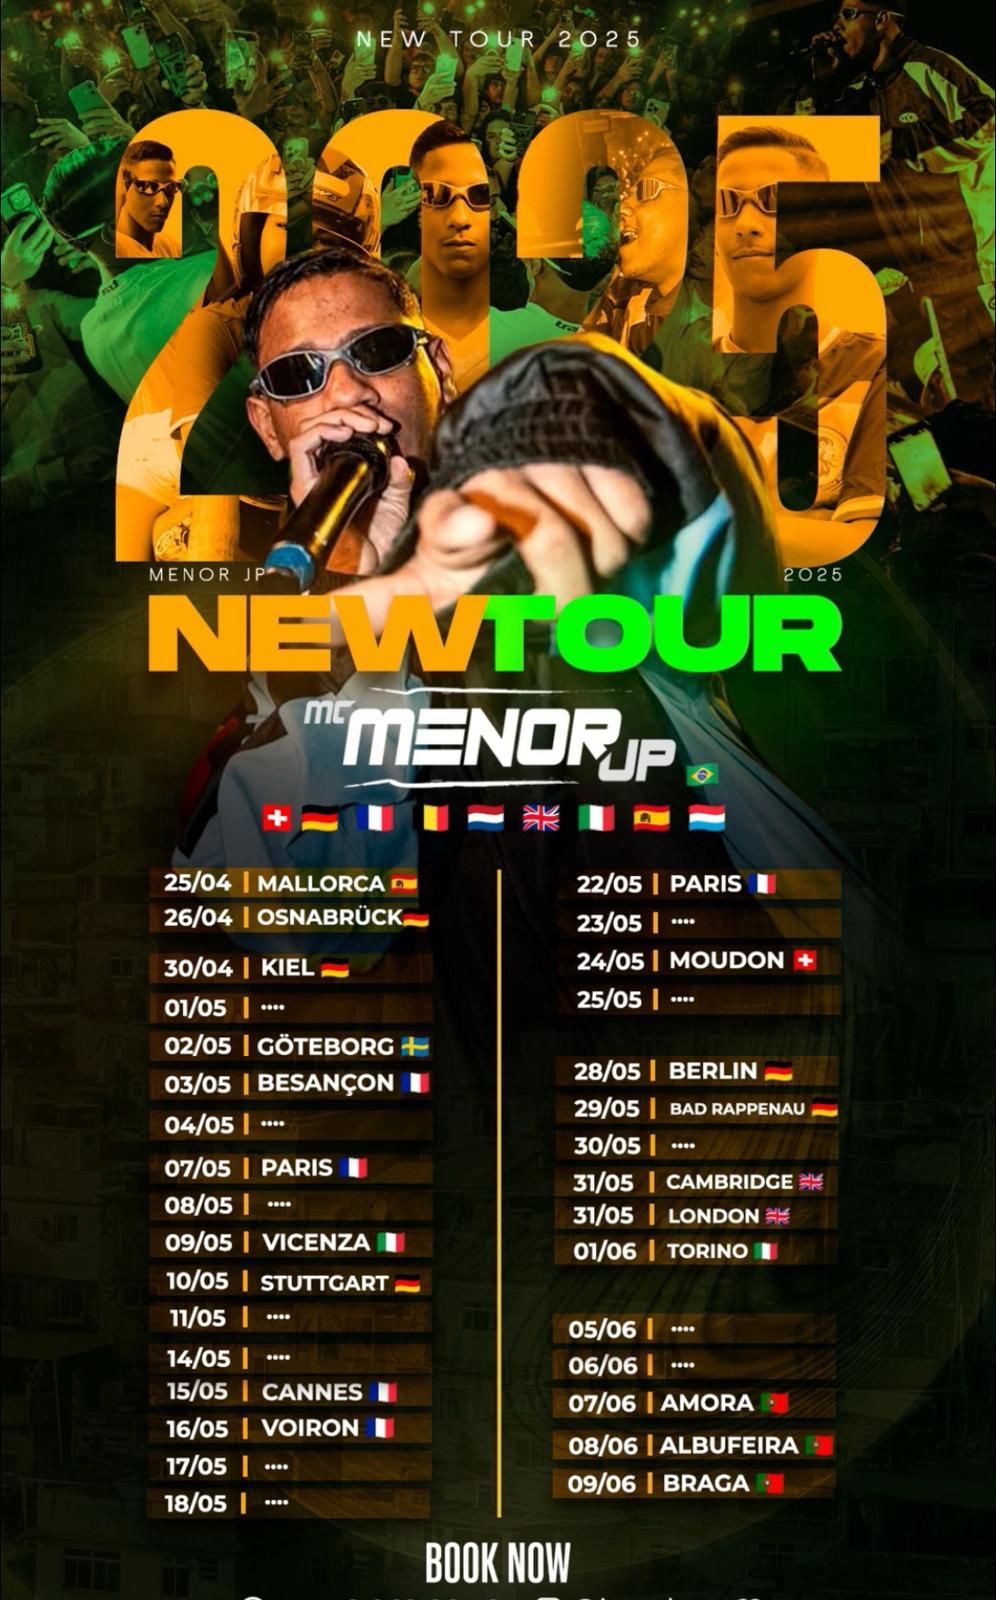 NEW TOUR 2025
2025
MENOR JP
2025
NEWTOUR
MC MENOR JP
25/04 | MALLORCA
26/04 | OSNABRÜCK
30/04 | KIEL
01/05 | ....
02/05 | GÖTEBORG
03/05 | BESANÇON
04/05 | ....
07/05 | PARIS
08/05 | ....
09/05 | VICENZA
10/05 | STUTTGART
11/05 | ....
14/05 | ....
15/05 | CANNES
16/05 | VOIRON
17/05 | ....
18/05 | ....
22/05 | PARIS
23/05 | ....
24/05 | MOUDON
25/05 | ....
28/05 | BERLIN
29/05 | BAD RAPPENAU
30/05 | ....
31/05 | CAMBRIDGE
31/05 | LONDON
01/06 | TORINO
05/06 | ....
06/06 | ....
07/06 | AMORA
08/06 | ALBUFEIRA
09/06 | BRAGA
BOOK NOW